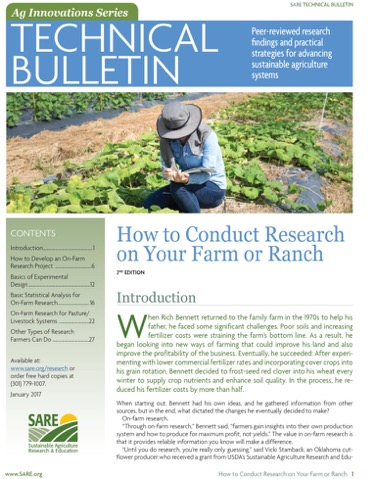 SARE TECHNICAL BULLETIN
Ag Innovations Series
TECHNICAL
BULLETIN
Peer-reviewed research
findings and practical
strategies for advancing
sustainable agriculture
systems
CONTENTS
Introduction.................................1
How to Develop an On-Farm
Research Project .........................6
Basics of Experimental
Design.........................................12
Basic Statistical Analysis for
On-Farm Research.....................16
On-Farm Research for Pasture/
Livestock Systems .....................22
Other Types of Research
Farmers Can Do .........................27
Available at:
www.sare.org/research or
order free hard copies at
(301) 779-1007.
January 2017
SARE
Sustainable Agriculture
Research & Education
How to Conduct Research
on Your Farm or Ranch
2ND EDITION
Introduction
When Rich Bennett returned to the family farm in the 1970s to help his
father, he faced some significant challenges. Poor soils and increasing
fertilizer costs were straining the farm's bottom line. As a result, he
began looking into new ways of farming that could improve his land and also
improve the profitability of the business. Eventually, he succeeded: After experi-
menting with lower commercial fertilizer rates and incorporating cover crops into
his grain rotation, Bennett decided to frost-seed red clover into his wheat every
winter to supply crop nutrients and enhance soil quality. In the process, he re-
duced his fertilizer costs by more than half.
When starting out, Bennett had his own ideas, and he gathered information from other
sources, but in the end, what dictated the changes he eventually decided to make?
On-farm research.
"Through on-farm research," Bennett said, "farmers gain insights into their own production
system and how to produce for maximum profit, not yields." The value in on-farm research is
that it provides reliable information you know will make a difference.
"Until you do research, you're really only guessing," said Vicki Stamback, an Oklahoma cut-
flower producer who received a grant from USDA's Sustainable Agriculture Research and Edu-
www.SARE.org
How to Conduct Research on Your Farm or Ranch 1